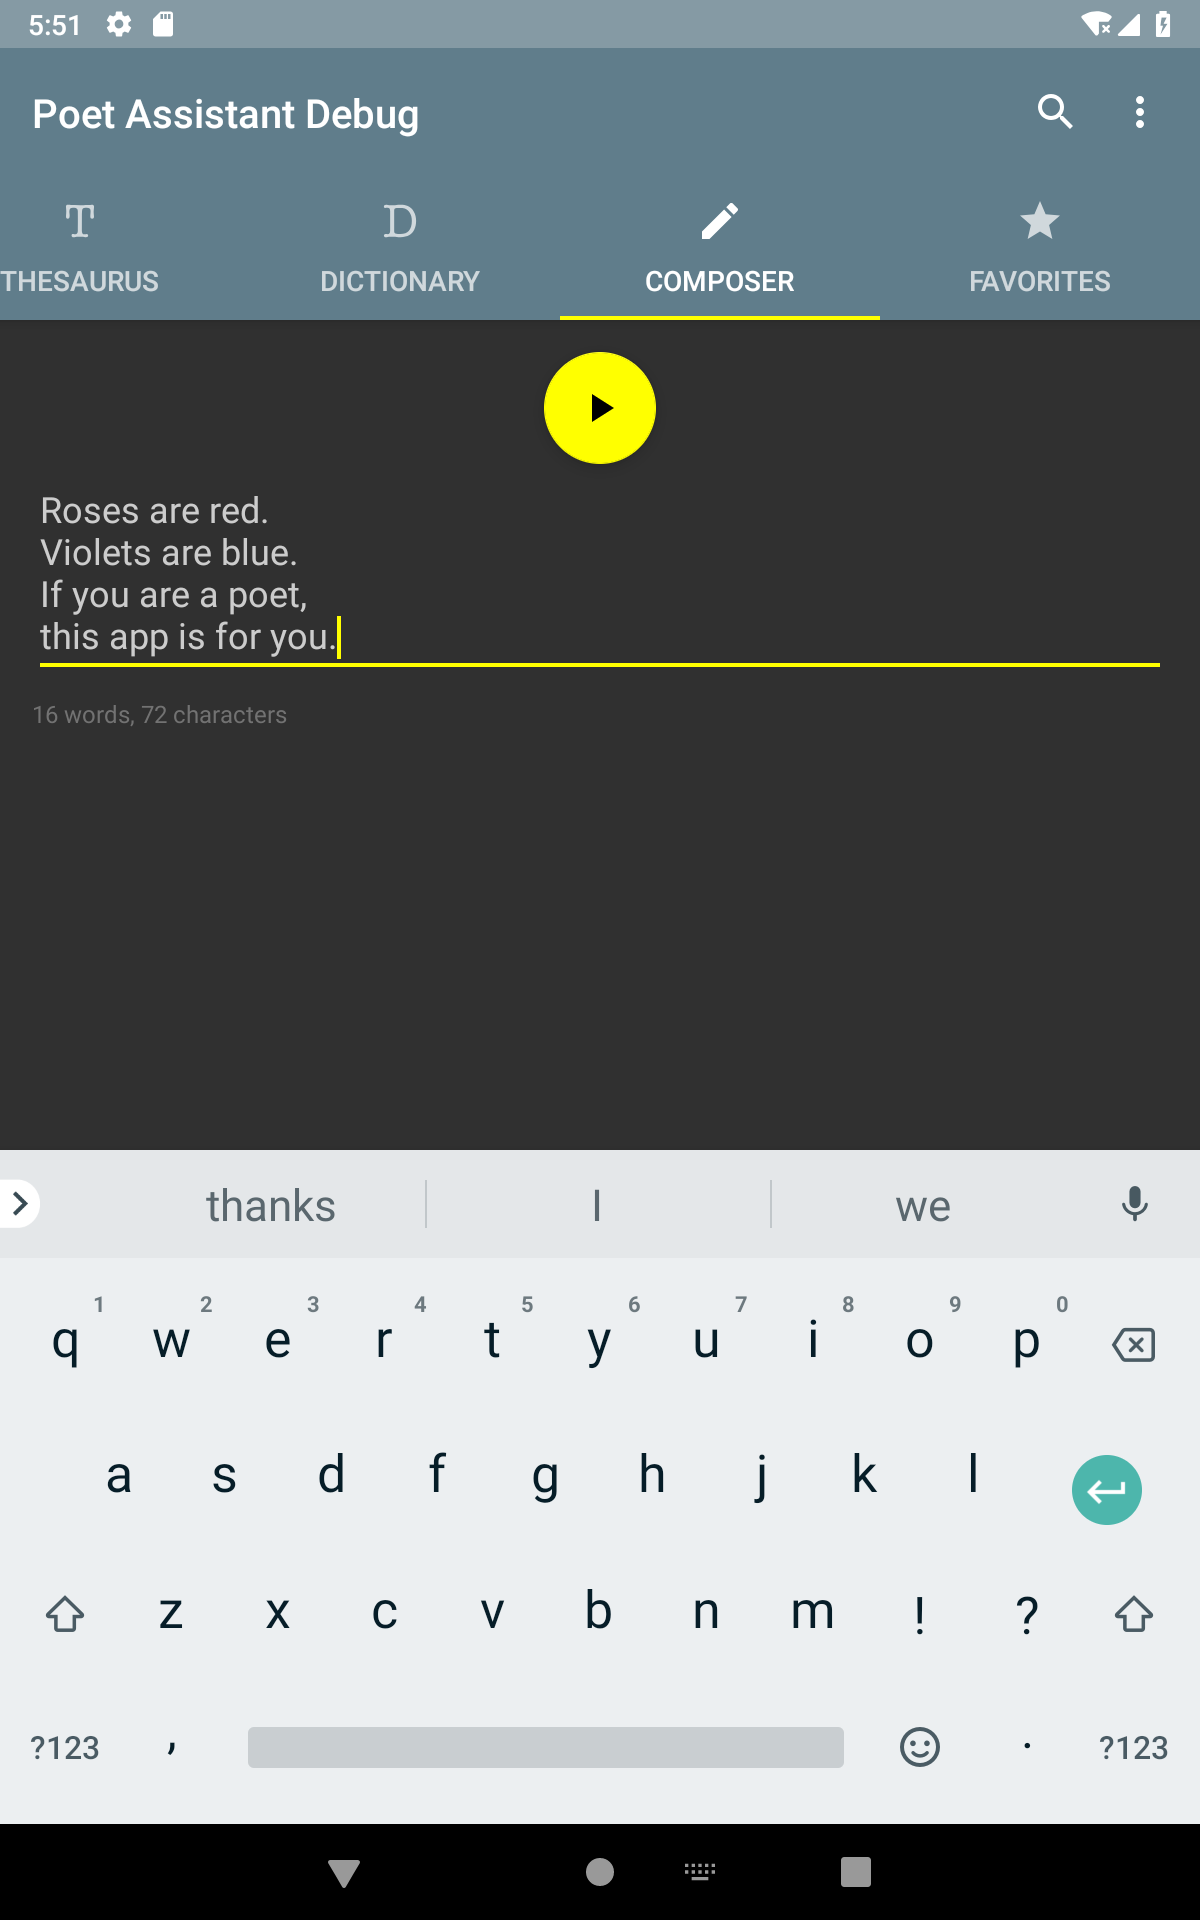 5:51
Poet Assistant Debug
T
D
THESAURUS
DICTIONARY
COMPOSER
FAVORITES
Roses are red.
Violets are blue.
If you are a poet,
this app is for you.
16 words, 72 characters
thanks
I
we
1 2 3 4 5 6 7 8 9 0
q w e r t y u i o p
a s d f g h j k l
z x c v b n m ! ?
?123 , . ?123